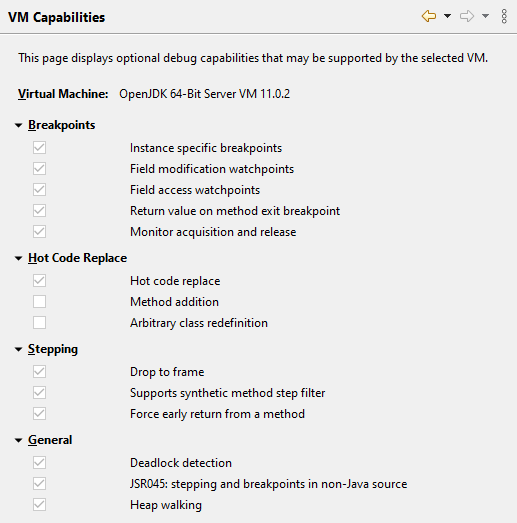 VM Capabilities
This page displays optional debug capabilities that may be supported by the selected VM.
Virtual Machine: OpenJDK 64-Bit Server VM 11.0.2
Breakpoints
Instance specific breakpoints
Field modification watchpoints
Field access watchpoints
Return value on method exit breakpoint
Monitor acquisition and release
Hot Code Replace
Hot code replace
Method addition
Arbitrary class redefinition
Stepping
Drop to frame
Supports synthetic method step filter
Force early return from a method
General
Deadlock detection
JSR045: stepping and breakpoints in non-Java source
Heap walking